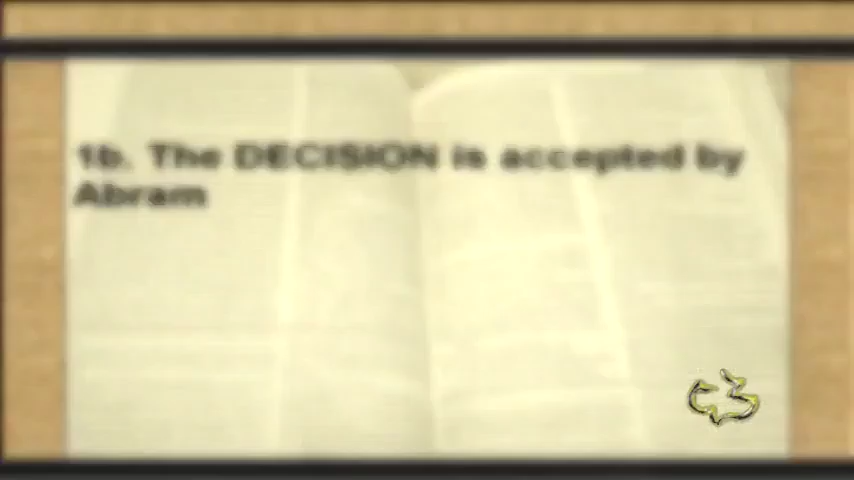 1b. The DECISION is accepted by
Abram